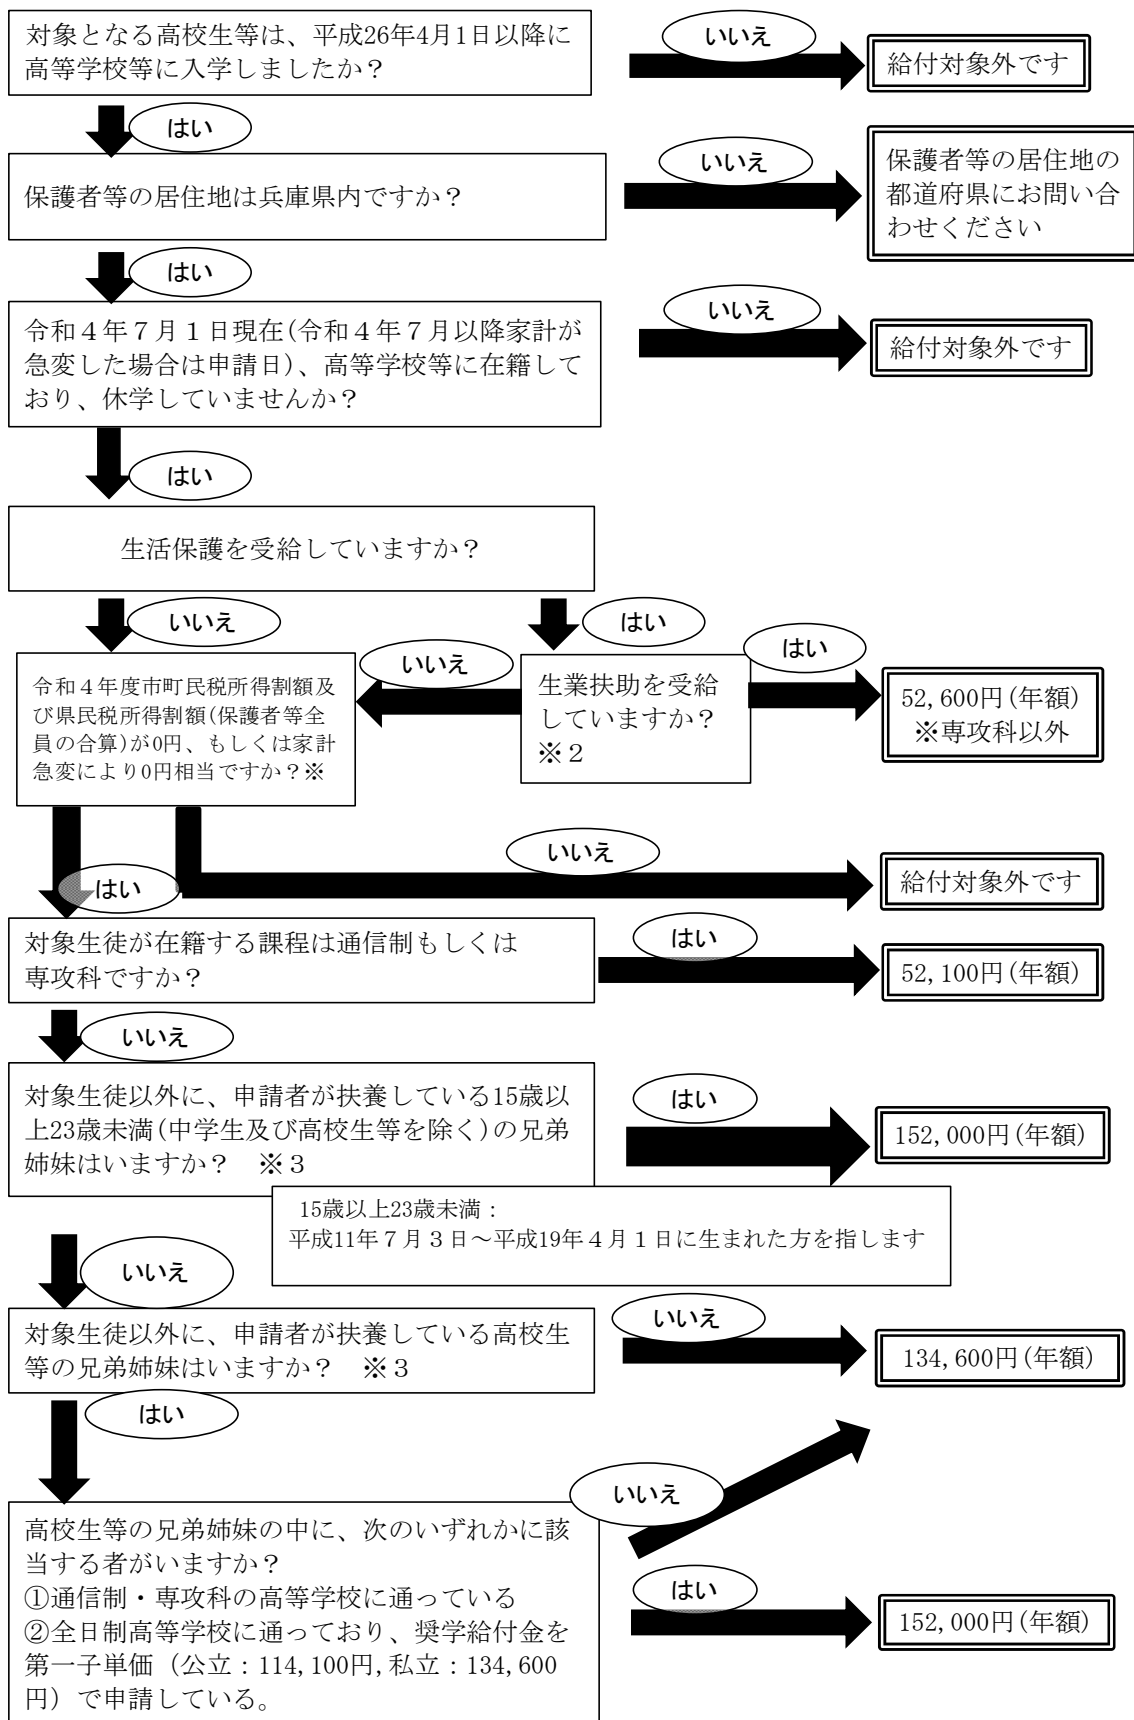 対象となる高校生等は、平成26年4月1日以降に
高等学校等に入学しましたか？
いいえ
給付対象外です
はい
保護者等の居住地は兵庫県内ですか？
いいえ
保護者等の居住地の
都道府県にお問い合
わせください
はい
令和４年７月１日現在(令和４年７月以降家計が
急変した場合は申請日)、高等学校等に在籍して
おり、休学していませんか？
いいえ
給付対象外です
はい
生活保護を受給していますか？
いいえ
はい
令和４年度市町民税所得割額及
び県民税所得割額(保護者等全
員の合算)が0円、もしくは家計
急変により0円相当ですか？※
いいえ
生業扶助を受給
していますか？
※２
はい
52,600円(年額)
※専攻科以外
いいえ
給付対象外です
はい
対象生徒が在籍する課程は通信制もしくは
専攻科ですか？
はい
52,100円(年額)
いいえ
対象生徒以外に、申請者が扶養している15歳以
上23歳未満(中学生及び高校生等を除く)の兄弟
姉妹はいますか？　※３
はい
152,000円(年額)
15歳以上23歳未満：
平成11年７月３日～平成19年４月１日に生まれた方を指します
いいえ
対象生徒以外に、申請者が扶養している高校生
等の兄弟姉妹はいますか？　※３
いいえ
134,600円(年額)
はい
高校生等の兄弟姉妹の中に、次のいずれかに該
当する者がいますか？
①通信制・専攻科の高等学校に通っている
②全日制高等学校に通っており、奨学給付金を
第一子単価（公立：114,100円,私立：134,600
円）で申請している。
いいえ
はい
152,000円(年額)